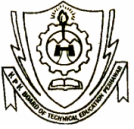 K.P.K BOARD OF TECHNICAL EDUCATION PESHAWAR